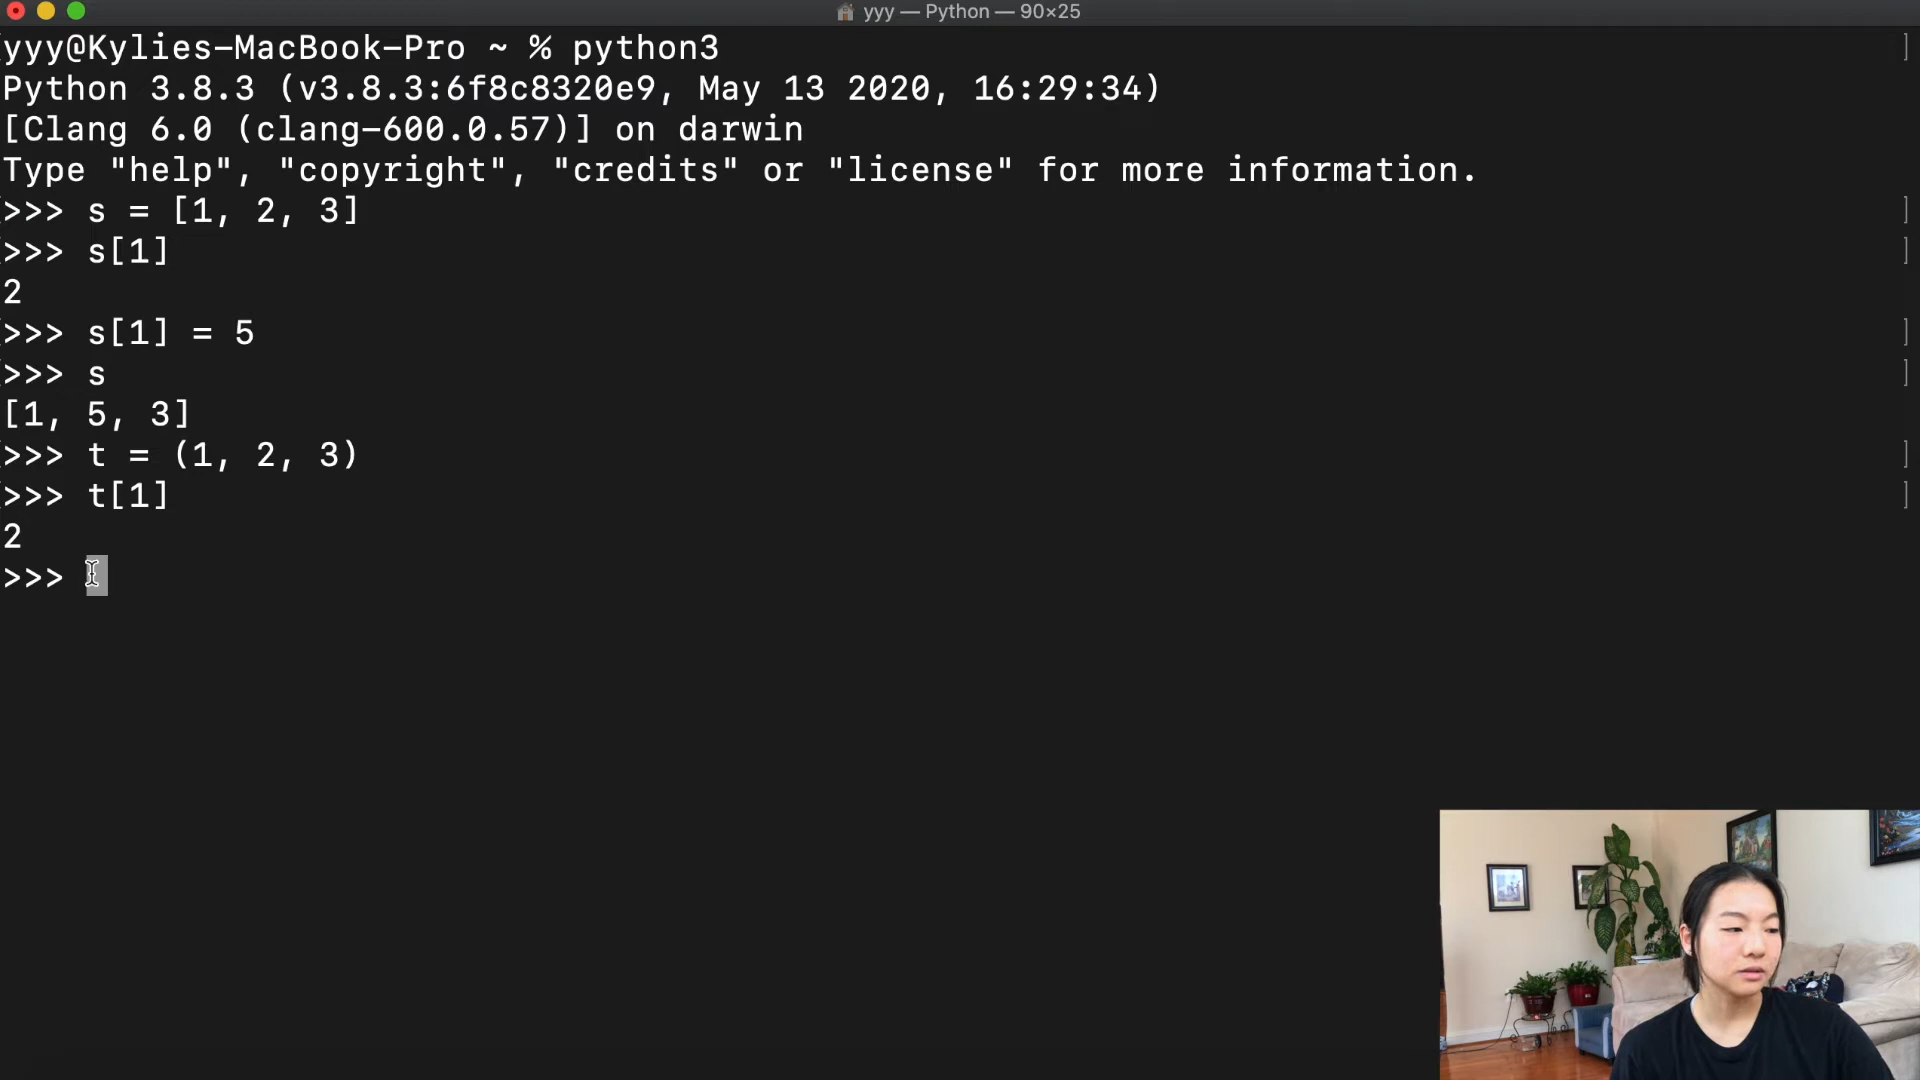 yyy — Python — 90×25
yyy@Kylies-MacBook-Pro ~ % python3
Python 3.8.3 (v3.8.3:6f8c8320e9, May 13 2020, 16:29:34)
[Clang 6.0 (clang-600.0.57)] on darwin
Type "help", "copyright", "credits" or "license" for more information.
>>> s = [1, 2, 3]
>>> s[1]
2
>>> s[1] = 5
>>> s
[1, 5, 3]
>>> t = (1, 2, 3)
>>> t[1]
2
>>>